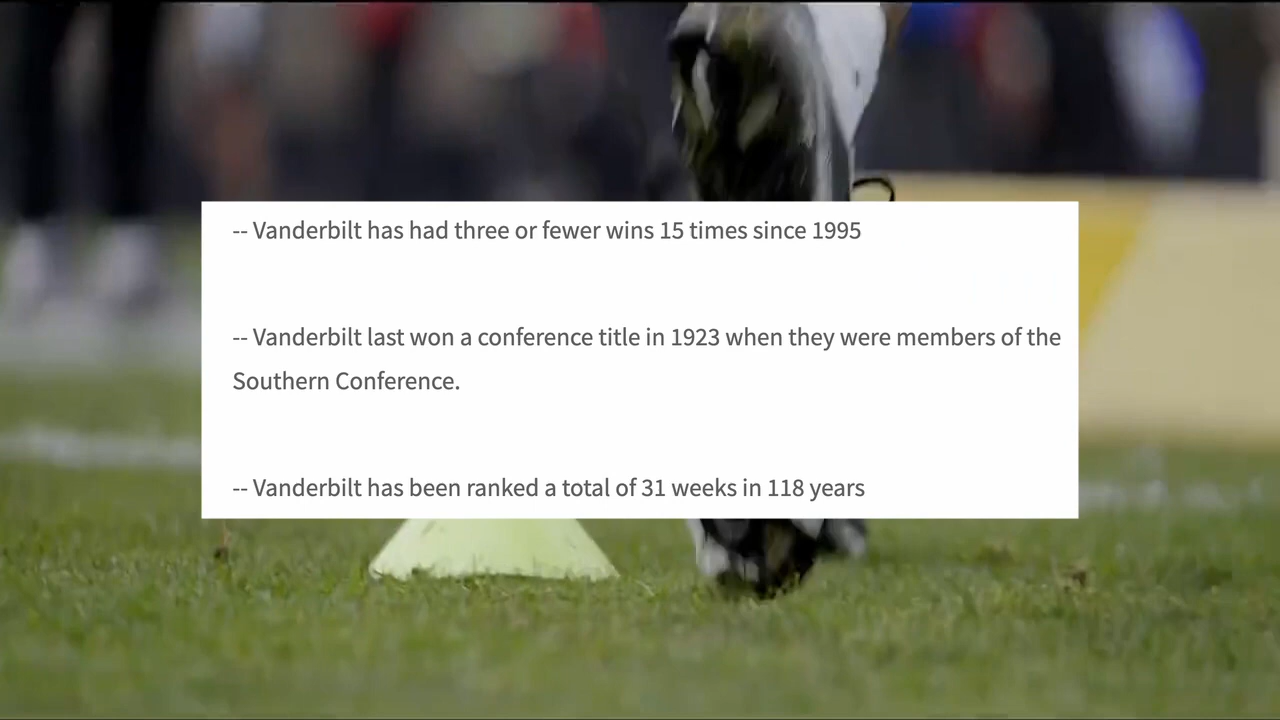 -- Vanderbilt has had three or fewer wins 15 times since 1995
-- Vanderbilt last won a conference title in 1923 when they were members of the
Southern Conference.
-- Vanderbilt has been ranked a total of 31 weeks in 118 years